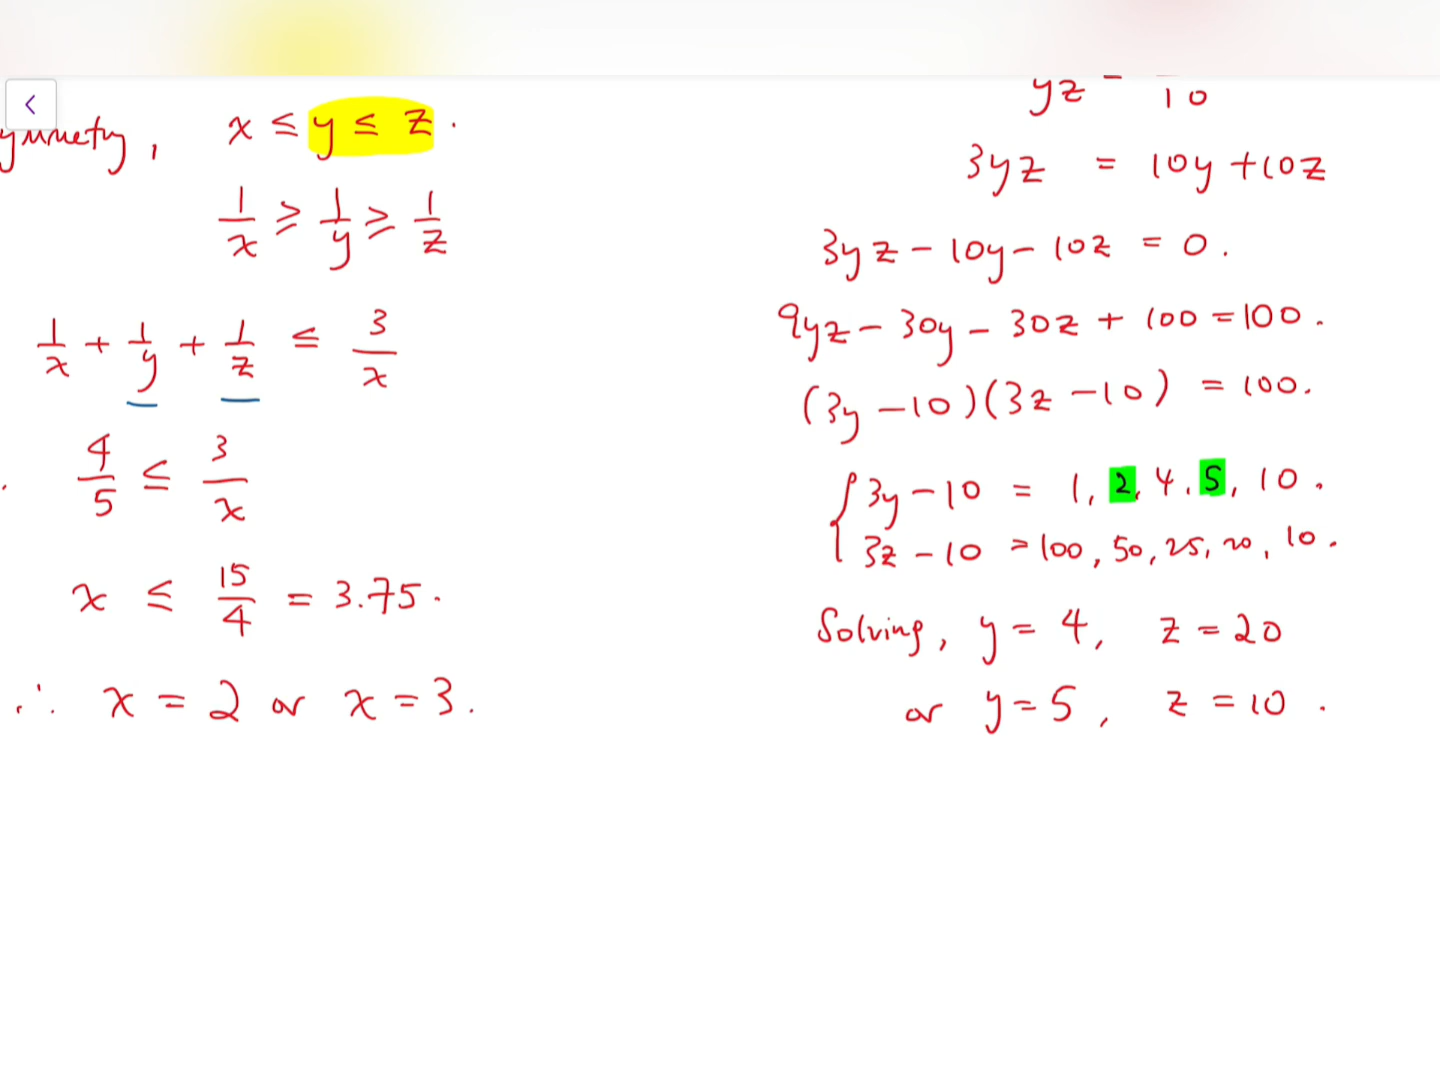 ymmetry, x ≤ y ≤ z.
1/x ≥ 1/y ≥ 1/z
1/x + 1/y + 1/z ≤ 3/x
. 4/5 ≤ 3/x
x ≤ 15/4 = 3.75.
∴ x = 2 or x = 3.
yz = 10
3yz = 10y + 10z
3yz - 10y - 10z = 0.
9yz - 30y - 30z + 100 = 100.
(3y - 10)(3z - 10) = 100.
{ 3y - 10 = 1, 2, 4, 5, 10.
3z - 10 = 100, 50, 25, 20, 10.
Solving, y = 4, z = 20
or y = 5, z = 10.